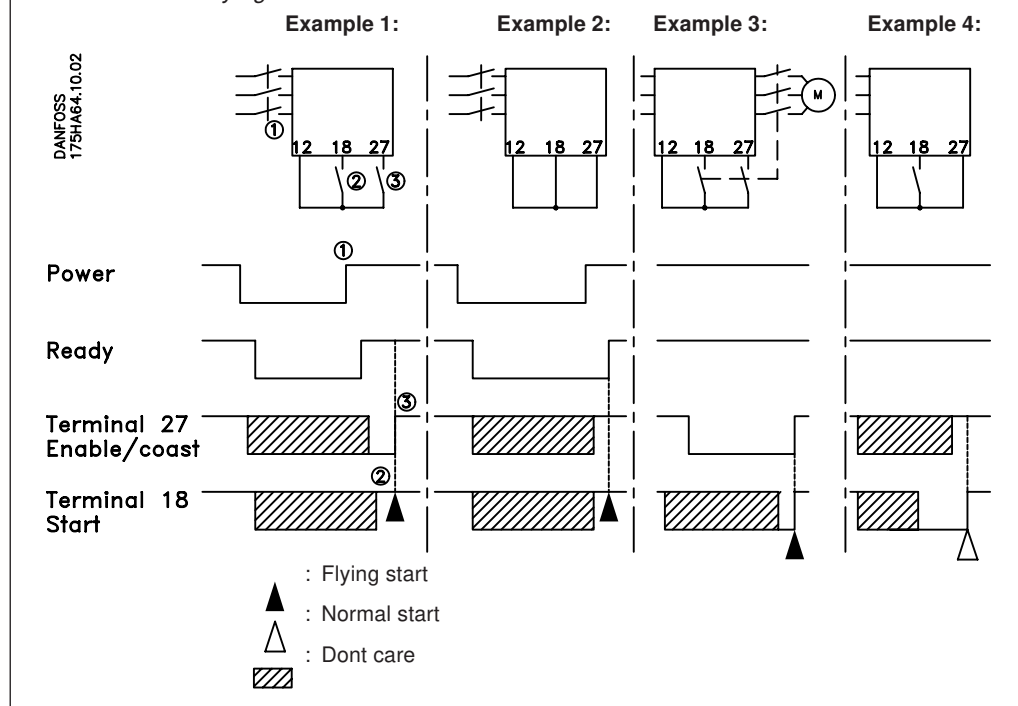 Example 1: Example 2: Example 3: Example 4:
DANFOSS
175HA64.10.02
M
①
12 18 27 12 18 27 12 18 27 12 18 27
② ③
①
Power
Ready
③
Terminal 27
Enable/coast
②
Terminal 18
Start
: Flying start
: Normal start
: Dont care